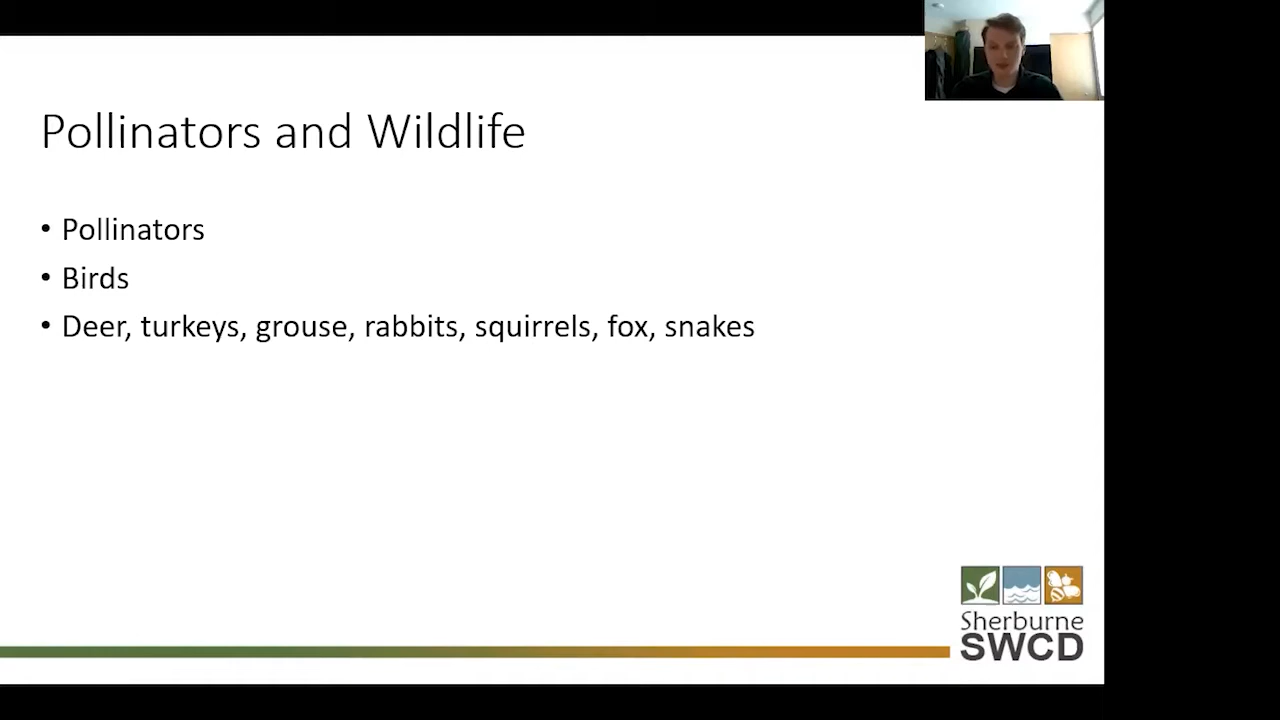 Pollinators and Wildlife
• Pollinators
• Birds
• Deer, turkeys, grouse, rabbits, squirrels, fox, snakes
Sherburne
SWCD